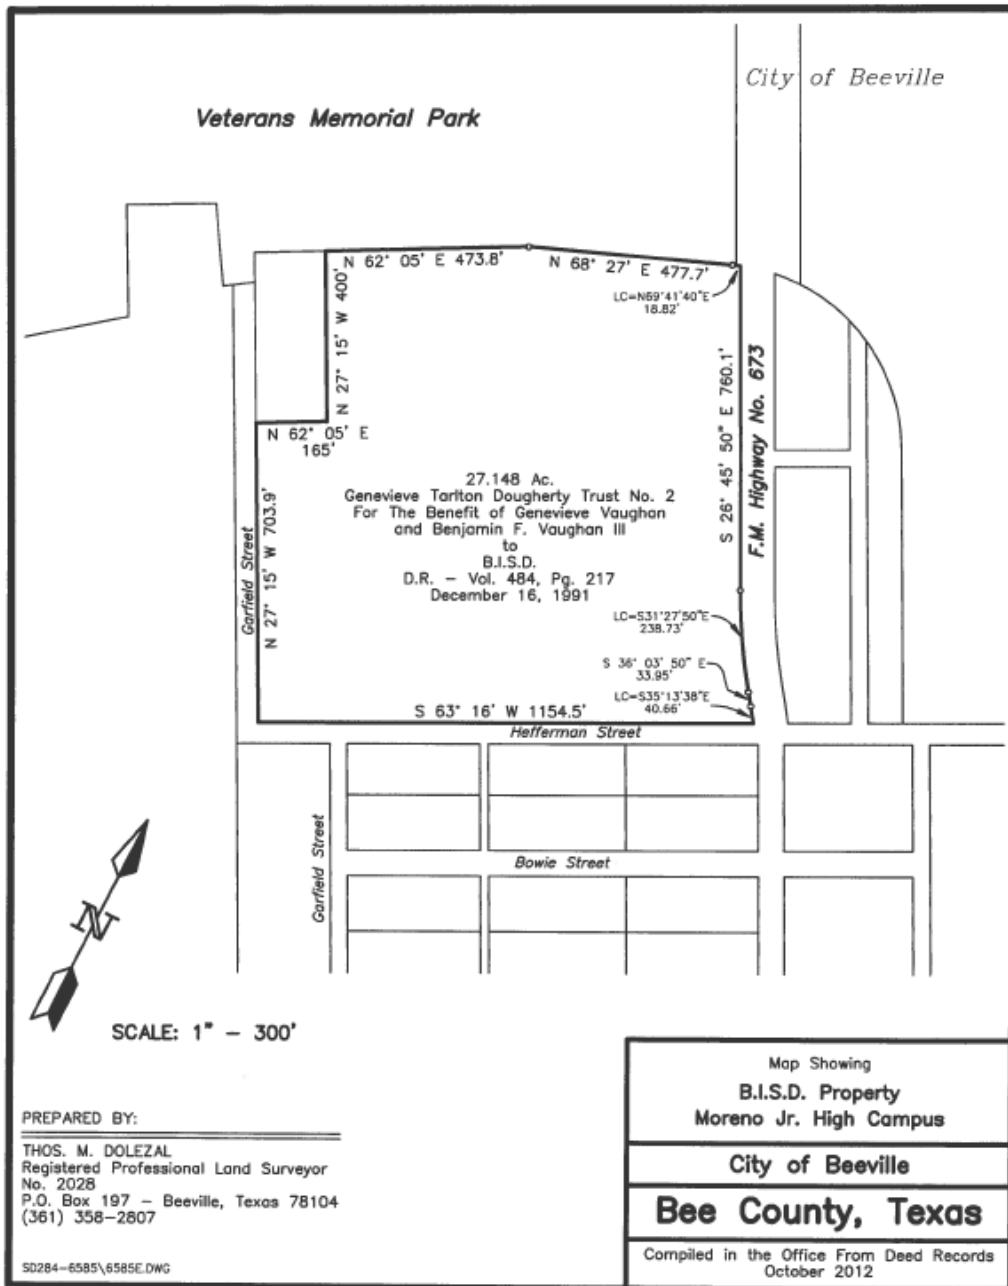 City of Beeville
Veterans Memorial Park
N 62° 05' E 473.8'
N 68° 27' E 477.7'
LC=N69°41'40"E
18.82'
N 27° 15' W 400'
S 26° 45' 50" E 760.1'
F.M. Highway No. 673
N 62° 05' E
165'
27.148 Ac.
Genevieve Tarlton Dougherty Trust No. 2
For The Benefit of Genevieve Vaughan
and Benjamin F. Vaughan III
to
B.I.S.D.
D.R. - Vol. 484, Pg. 217
December 16, 1991
Garfield Street
N 27° 15' W 703.9'
LC=S31°27'50"E
238.73'
S 36° 03' 50" E
33.95'
LC=S35°13'38"E
40.66'
S 63° 16' W 1154.5'
Hefferman Street
Garfield Street
Bowie Street
N
SCALE: 1" - 300'
PREPARED BY:
THOS. M. DOLEZAL
Registered Professional Land Surveyor
No. 2028
P.O. Box 197 - Beeville, Texas 78104
(361) 358-2807
SD284-6585\6585E.DWG
Map Showing
B.I.S.D. Property
Moreno Jr. High Campus
City of Beeville
Bee County, Texas
Compiled in the Office From Deed Records
October 2012